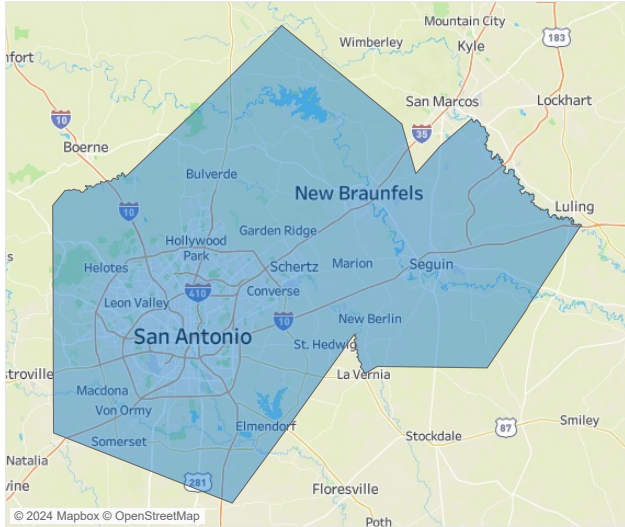 Mountain City
Wimberley
183
Kyle
nfort
San Marcos
Lockhart
10
35
Boerne
Bulverde
New Braunfels
Luling
10
Garden Ridge
Hollywood
Park
Helotes
Schertz
Marion
Seguin
Converse
410
Leon Valley
10
New Berlin
San Antonio
St. Hedwig
La Vernia
stroville
Macdona
Von Ormy
Smiley
Elmendorf
87
Stockdale
Somerset
Natalia
281
Floresville
vine
© 2024 Mapbox © OpenStreetMap
Poth